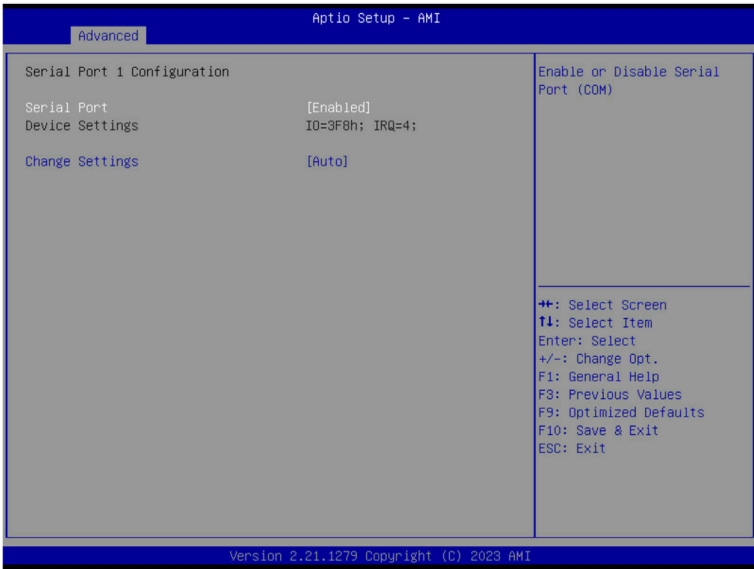 Aptio Setup – AMI
Advanced
Serial Port 1 Configuration
Serial Port [Enabled]
Device Settings IO=3F8h; IRQ=4;
Change Settings [Auto]
Enable or Disable Serial
Port (COM)
→←: Select Screen
↑↓: Select Item
Enter: Select
+/-: Change Opt.
F1: General Help
F3: Previous Values
F9: Optimized Defaults
F10: Save & Exit
ESC: Exit
Version 2.21.1279 Copyright (C) 2023 AMI